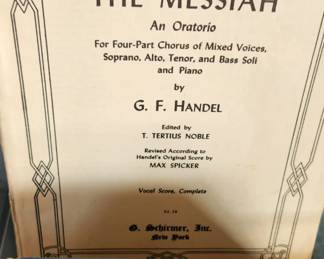 THE MESSIAH
An Oratorio
For Four-Part Chorus of Mixed Voices,
Soprano, Alto, Tenor, and Bass Soli
and Piano
by
G. F. HANDEL
Edited by
T. TERTIUS NOBLE
Revised According to
Handel's Original Score by
MAX SPICKER
Vocal Score, Complete
G. Schirmer, Inc.
New York